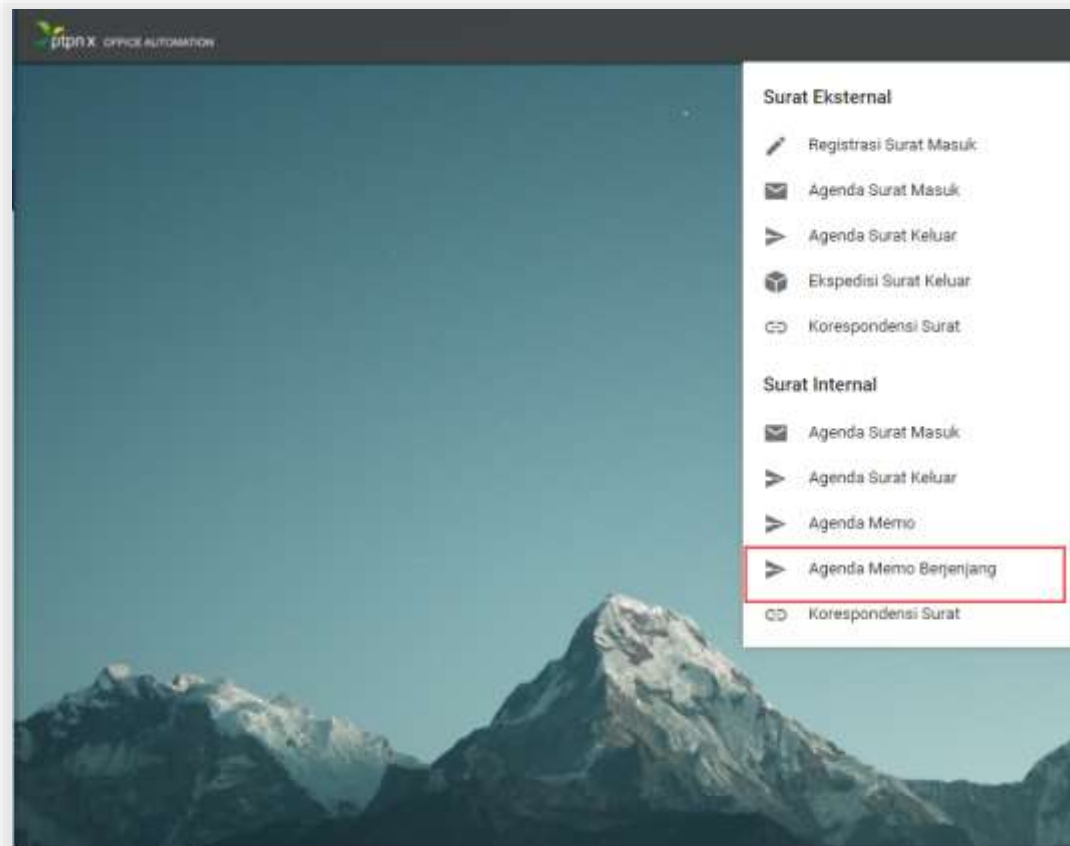 ptpn x OFFICE AUTOMATION
Surat Eksternal
Registrasi Surat Masuk
Agenda Surat Masuk
Agenda Surat Keluar
Ekspedisi Surat Keluar
Korespondensi Surat
Surat Internal
Agenda Surat Masuk
Agenda Surat Keluar
Agenda Memo
Agenda Memo Berjenjang
Korespondensi Surat